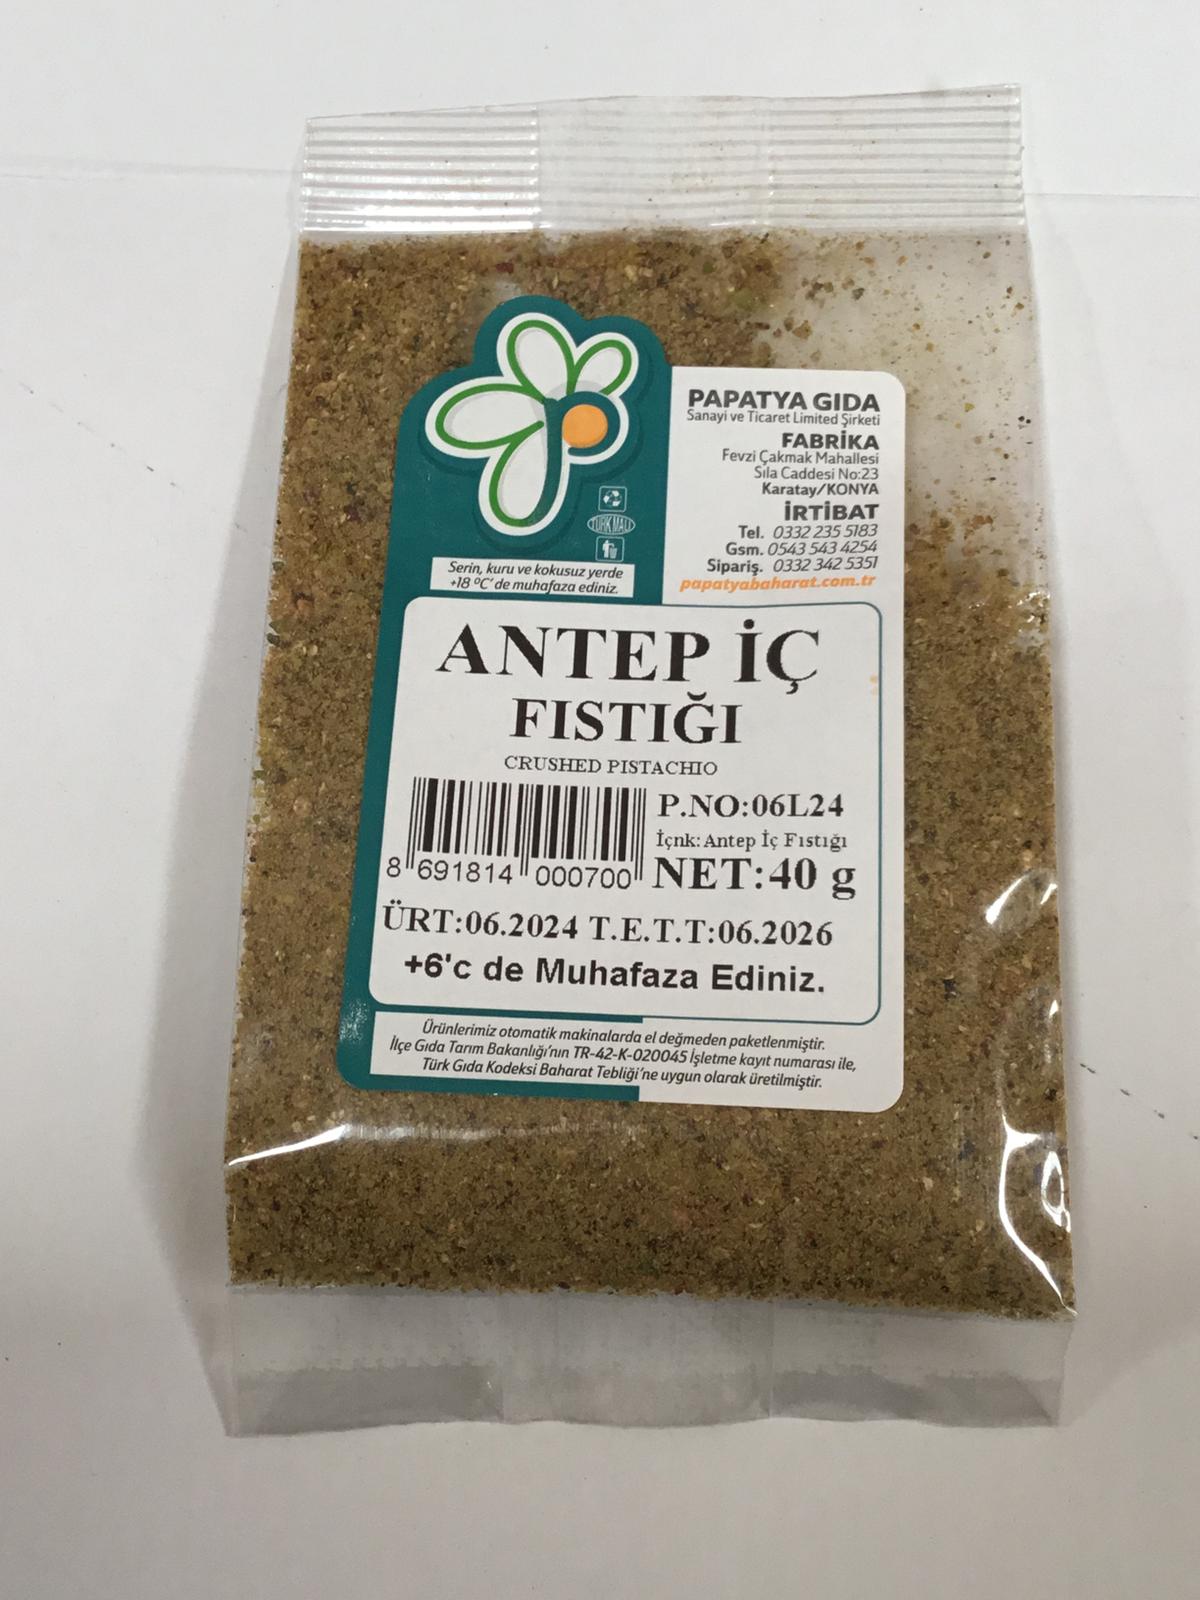 PAPATYA GIDA
Sanayi ve Ticaret Limited Şirketi
FABRİKA
Fevzi Çakmak Mahallesi
Sıla Caddesi No:23
Karatay/KONYA
İRTİBAT
Tel. 0332 235 5183
Gsm. 0543 543 4254
Sipariş. 0332 342 5351
papatyabaharat.com.tr
TÜRK MALI
Serin, kuru ve kokusuz yerde
+18 ºC' de muhafaza ediniz.
ANTEP İÇ
FISTIĞI
CRUSHED PISTACHIO
P.NO:06L24
İçnk: Antep İç Fıstığı
NET:40 g
8 691814 000700
ÜRT:06.2024 T.E.T.T:06.2026
+6'c de Muhafaza Ediniz.
Ürünlerimiz otomatik makinalarda el değmeden paketlenmiştir.
İlçe Gıda Tarım Bakanlığı'nın TR-42-K-020045 İşletme kayıt numarası ile,
Türk Gıda Kodeksi Baharat Tebliği'ne uygun olarak üretilmiştir.